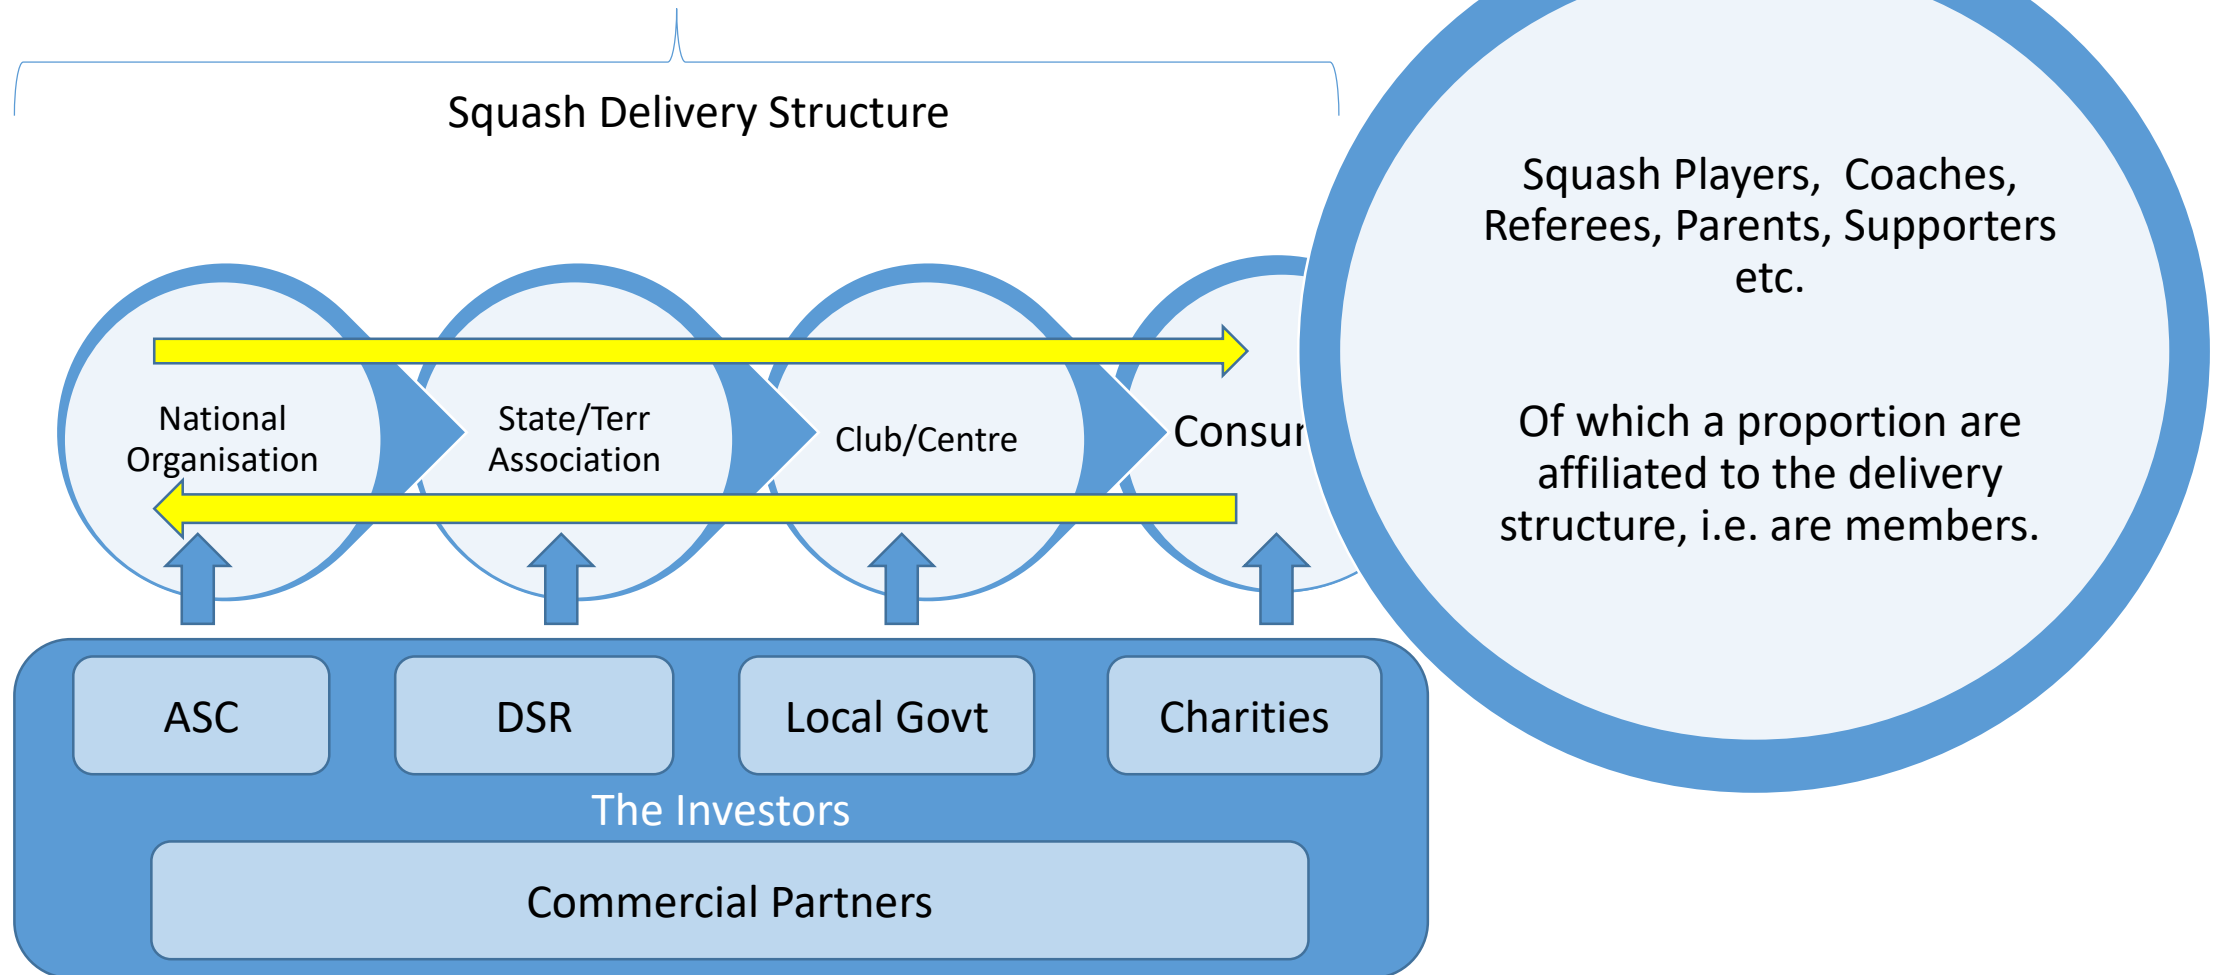 Squash Delivery Structure
Squash Players, Coaches,
Referees, Parents, Supporters
etc.
Of which a proportion are
affiliated to the delivery
structure, i.e. are members.
National
Organisation
State/Terr
Association
Club/Centre
ASC
DSR
Local Govt
Charities
The Investors
Commercial Partners